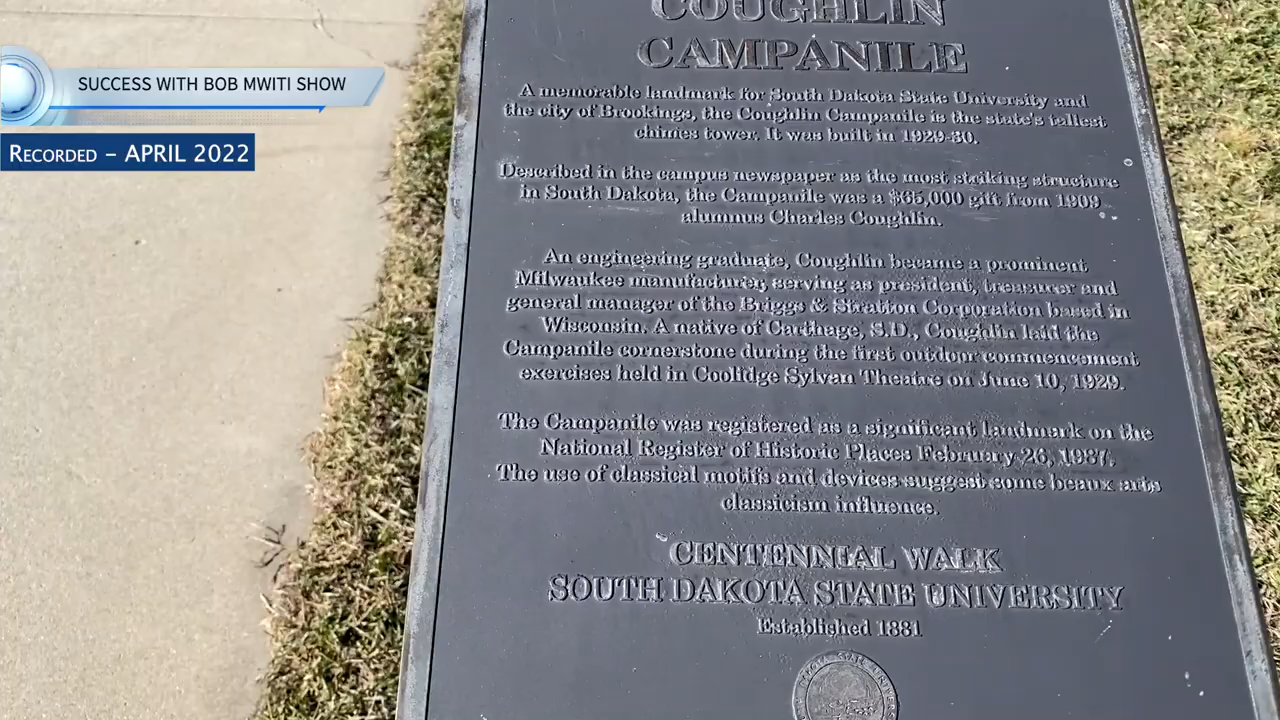 SUCCESS WITH BOB MWITI SHOW
RECORDED – APRIL 2022
COUGHLIN
CAMPANILE
A memorable landmark for South Dakota State University and
the city of Brookings, the Coughlin Campanile is the state's tallest
chimes tower. It was built in 1929-30.
Described in the campus newspaper as the most striking structure
in South Dakota, the Campanile was a $65,000 gift from 1909
alumnus Charles Coughlin.
An engineering graduate, Coughlin became a prominent
Milwaukee manufacturer, serving as president, treasurer and
general manager of the Briggs & Stratton Corporation based in
Wisconsin. A native of Carthage, S.D., Coughlin laid the
Campanile cornerstone during the first outdoor commencement
exercises held in Coolidge Sylvan Theatre on June 10, 1929.
The Campanile was registered as a significant landmark on the
National Register of Historic Places February 26, 1987.
The use of classical motifs and devices suggest some beaux arts
classicism influence.
CENTENNIAL WALK
SOUTH DAKOTA STATE UNIVERSITY
Established 1881